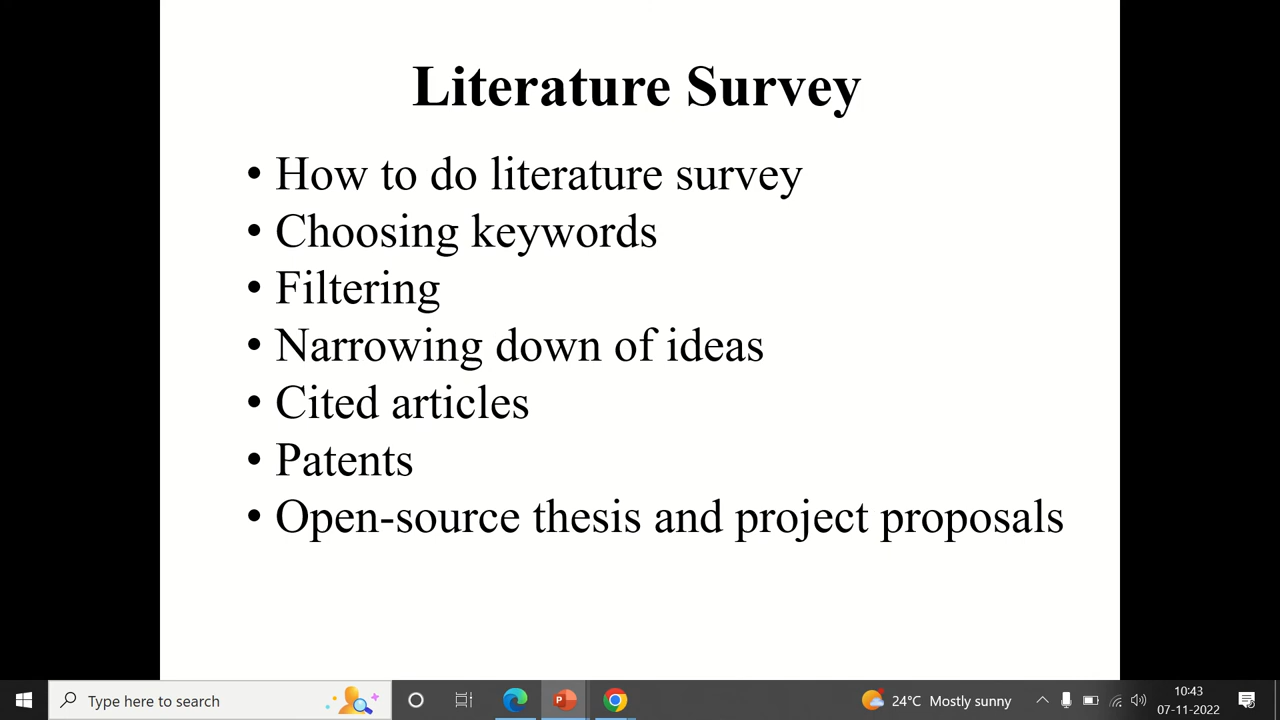 Literature Survey
• How to do literature survey
• Choosing keywords
• Filtering
• Narrowing down of ideas
• Cited articles
• Patents
• Open-source thesis and project proposals
Type here to search
24°C Mostly sunny
10:43
07-11-2022